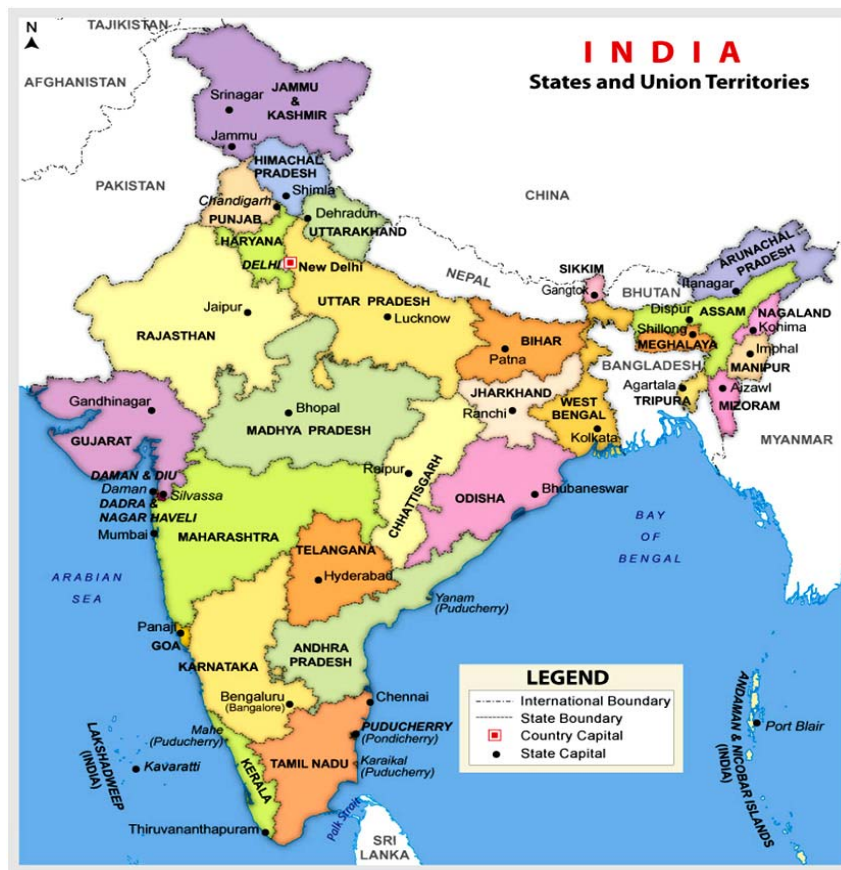 N
TAJIKISTAN
AFGHANISTAN
INDIA
States and Union Territories
Srinagar
JAMMU
&
KASHMIR
Jammu
HIMACHAL
PRADESH
Shimla
PAKISTAN
CHINA
Chandigarh
PUNJAB
Dehradun
UTTARAKHAND
HARYANA
DELHI
New Delhi
NEPAL
SIKKIM
Gangtok
BHUTAN
ARUNACHAL
PRADESH
Itanagar
Jaipur
RAJASTHAN
UTTAR PRADESH
Lucknow
BIHAR
Patna
Dispur
ASSAM
NAGALAND
Shillong
Kohima
MEGHALAYA
Imphal
MANIPUR
BANGLADESH
Gandhinagar
GUJARAT
Bhopal
MADHYA PRADESH
JHARKHAND
Ranchi
WEST
BENGAL
Kolkata
Agartala
TRIPURA
Aizawl
MIZORAM
MYANMAR
DAMAN & DIU
Daman
Silvassa
DADRA &
NAGAR HAVELI
Mumbai
MAHARASHTRA
Raipur
CHHATTISGARH
ODISHA
Bhubaneswar
TELANGANA
Hyderabad
BAY
OF
BENGAL
ARABIAN
SEA
Yanam
(Puducherry)
Panaji
GOA
KARNATAKA
ANDHRA
PRADESH
Bengaluru
(Bangalore)
Chennai
Mahe
(Puducherry)
PUDUCHERRY
(Pondicherry)
LAKSHADWEEP
(INDIA)
Kavaratti
KERALA
TAMIL NADU
Karaikal
(Puducherry)
Thiruvananthapuram
Palk Strait
SRI
LANKA
LEGEND
International Boundary
State Boundary
Country Capital
State Capital
ANDAMAN & NICOBAR ISLANDS
(INDIA)
Port Blair